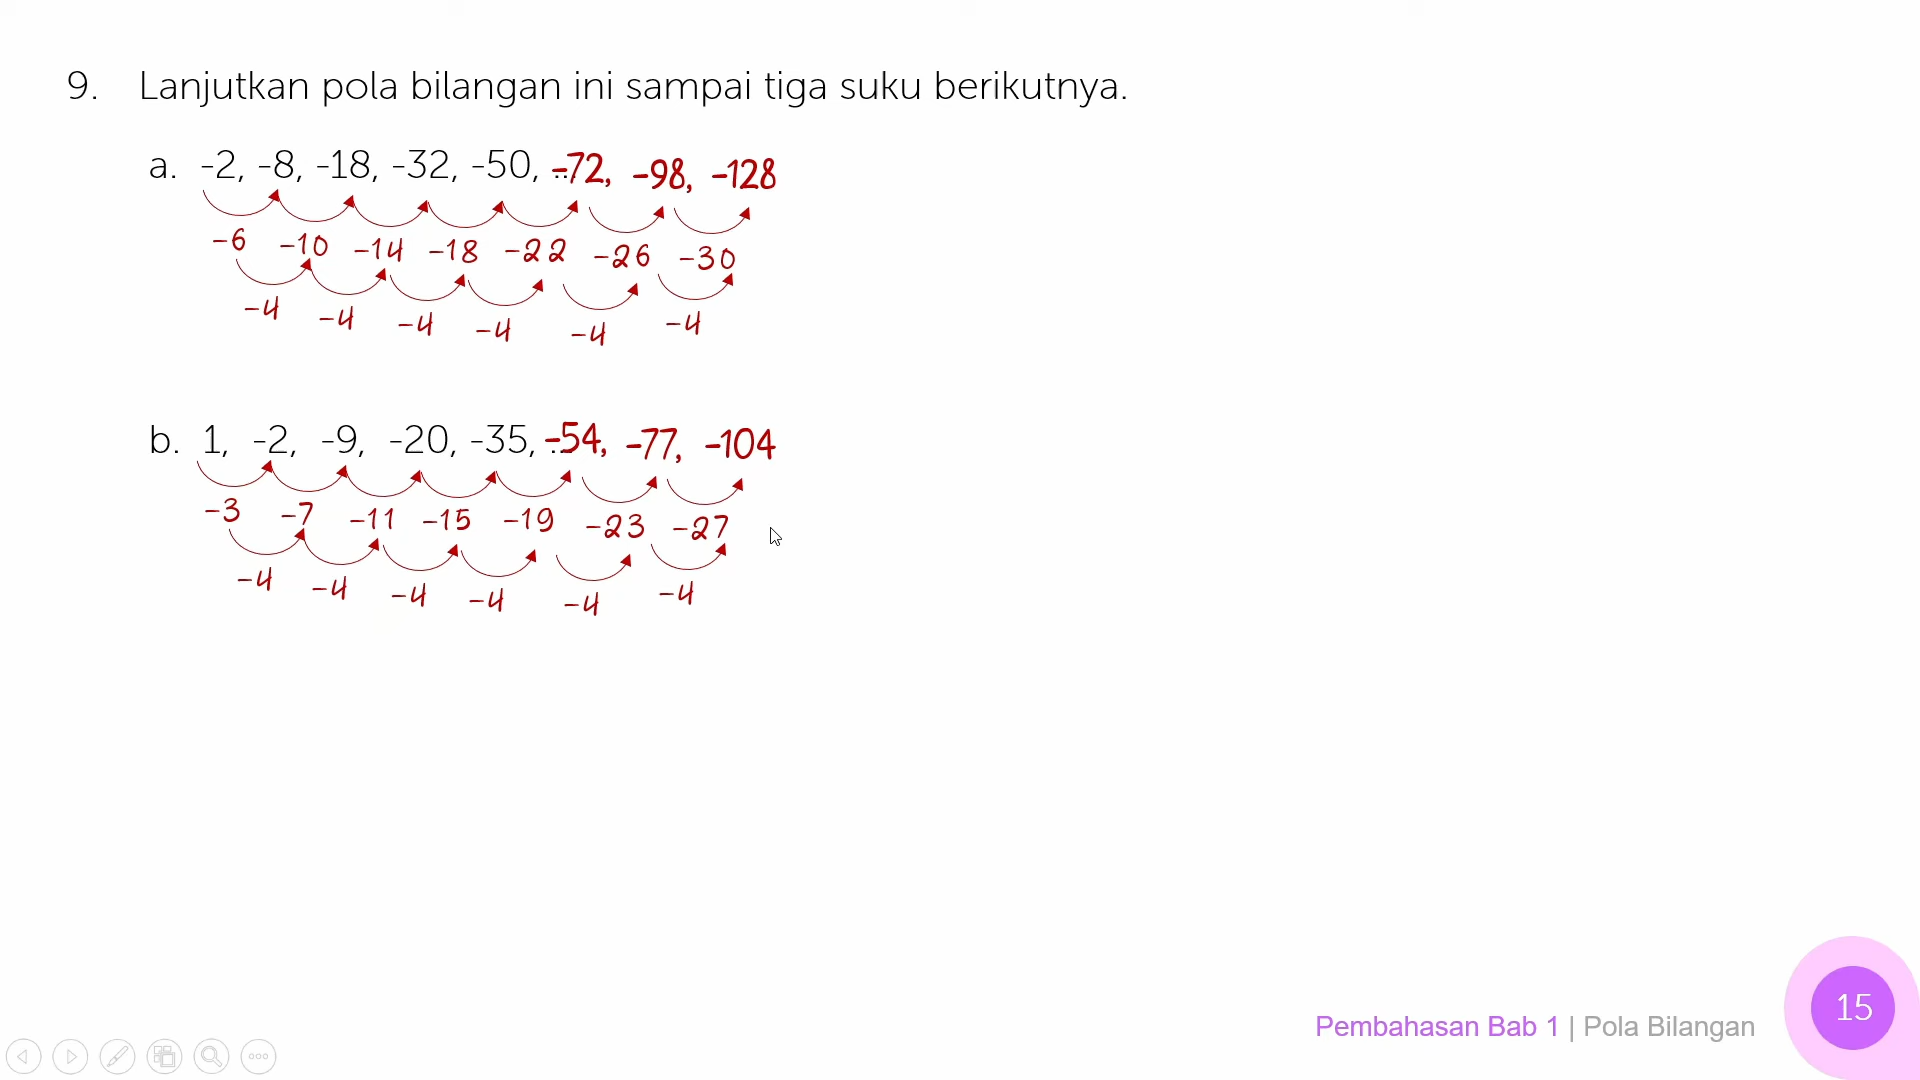 9. Lanjutkan pola bilangan ini sampai tiga suku berikutnya.
a. -2, -8, -18, -32, -50, ... -72, -98, -128
-6 -10 -14 -18 -22 -26 -30
-4 -4 -4 -4 -4 -4
b. 1, -2, -9, -20, -35, ... -54, -77, -104
-3 -7 -11 -15 -19 -23 -27
-4 -4 -4 -4 -4 -4
Pembahasan Bab 1 | Pola Bilangan
15